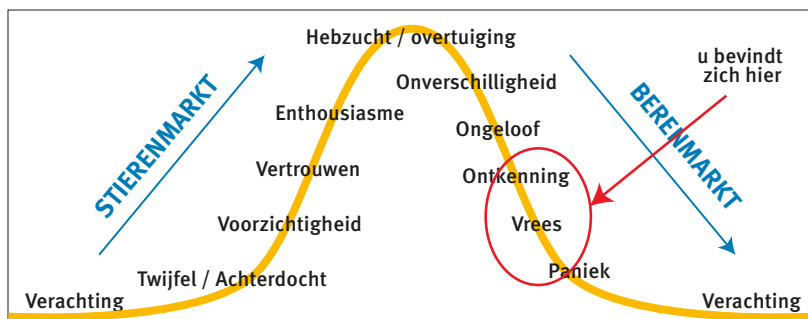 Hebzucht / overtuiging
u bevindt
zich hier
Onverschilligheid
STIERENMARKT
BERENMARKT
Enthousiasme
Ongeloof
Vertrouwen
Ontkenning
Voorzichtigheid
Vrees
Twijfel / Achterdocht
Paniek
Verachting
Verachting